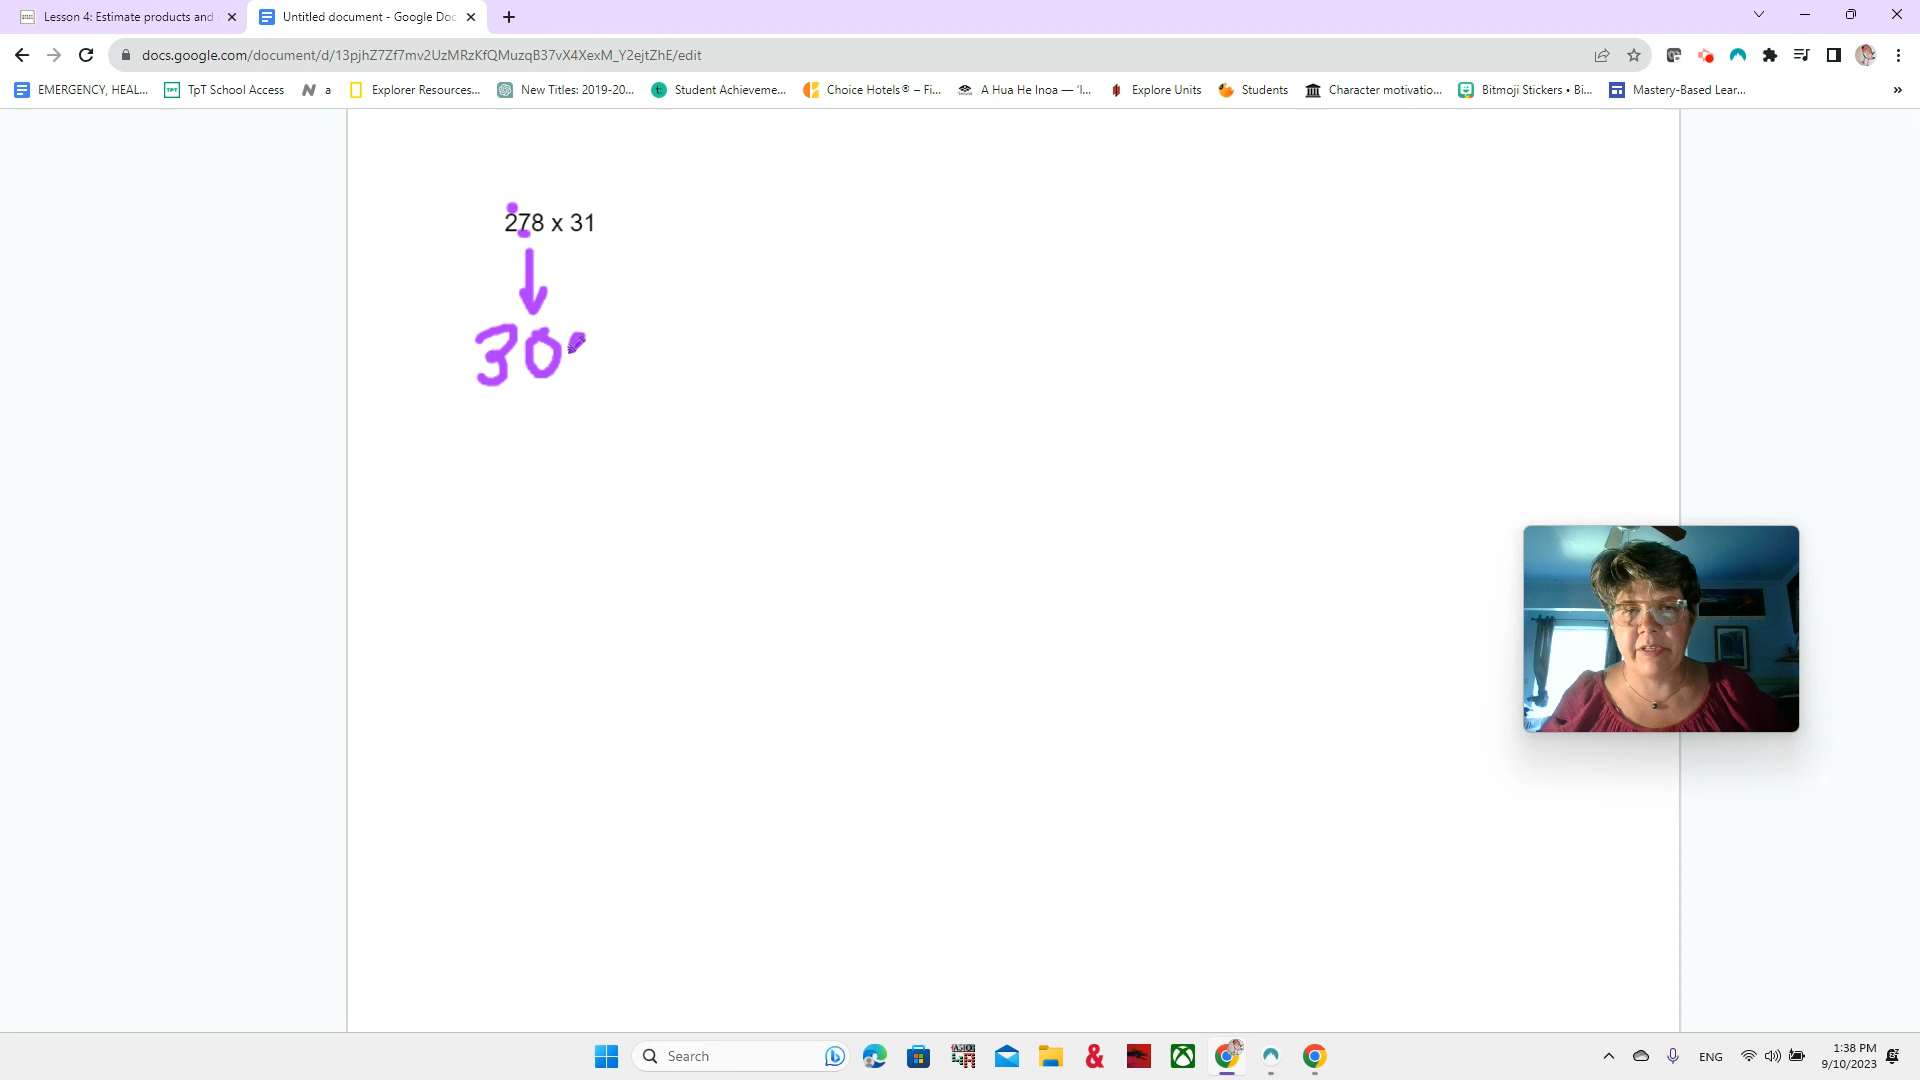 Lesson 4: Estimate products and
Untitled document - Google Doc
docs.google.com/document/d/13pjhZ7Zf7mv2UzMRzKfQMuzqB37vX4XexM_Y2ejtZhE/edit
EMERGENCY, HEAL... TpT School Access a Explorer Resources... New Titles: 2019-20... Student Achieveme... Choice Hotels® – Fi... A Hua He Inoa — 'I... Explore Units Students Character motivatio... Bitmoji Stickers • Bi... Mastery-Based Lear... »
278 x 31
30
Search
ENG
1:38 PM
9/10/2023